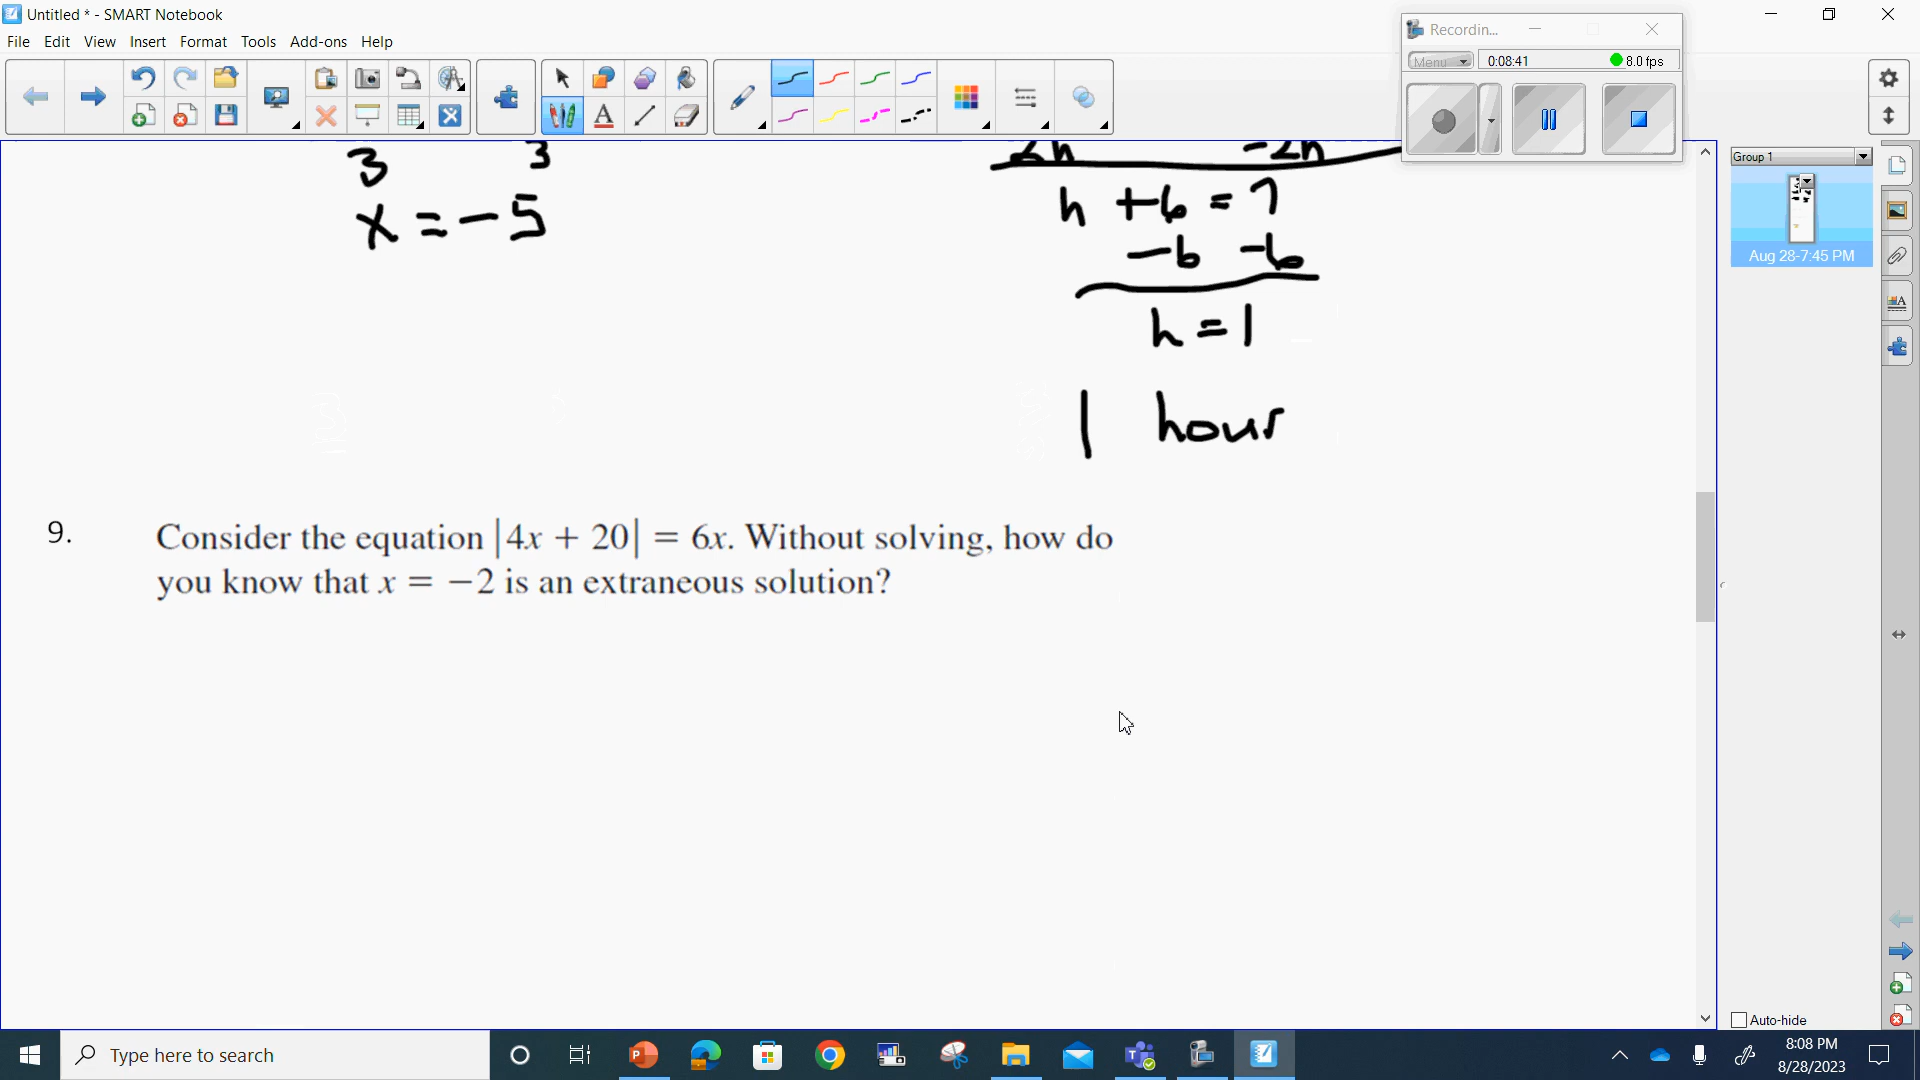 Untitled * - SMART Notebook
File Edit View Insert Format Tools Add-ons Help
Recordin...
Menu 0:08:41 8.0 fps
Group 1
Aug 28-7:45 PM
3 3
x = -5
2h -2h
h + 6 = 7
-6 -6
h = 1
1 hour
9. Consider the equation |4x + 20| = 6x. Without solving, how do
you know that x = −2 is an extraneous solution?
Auto-hide
Type here to search
8:08 PM
8/28/2023